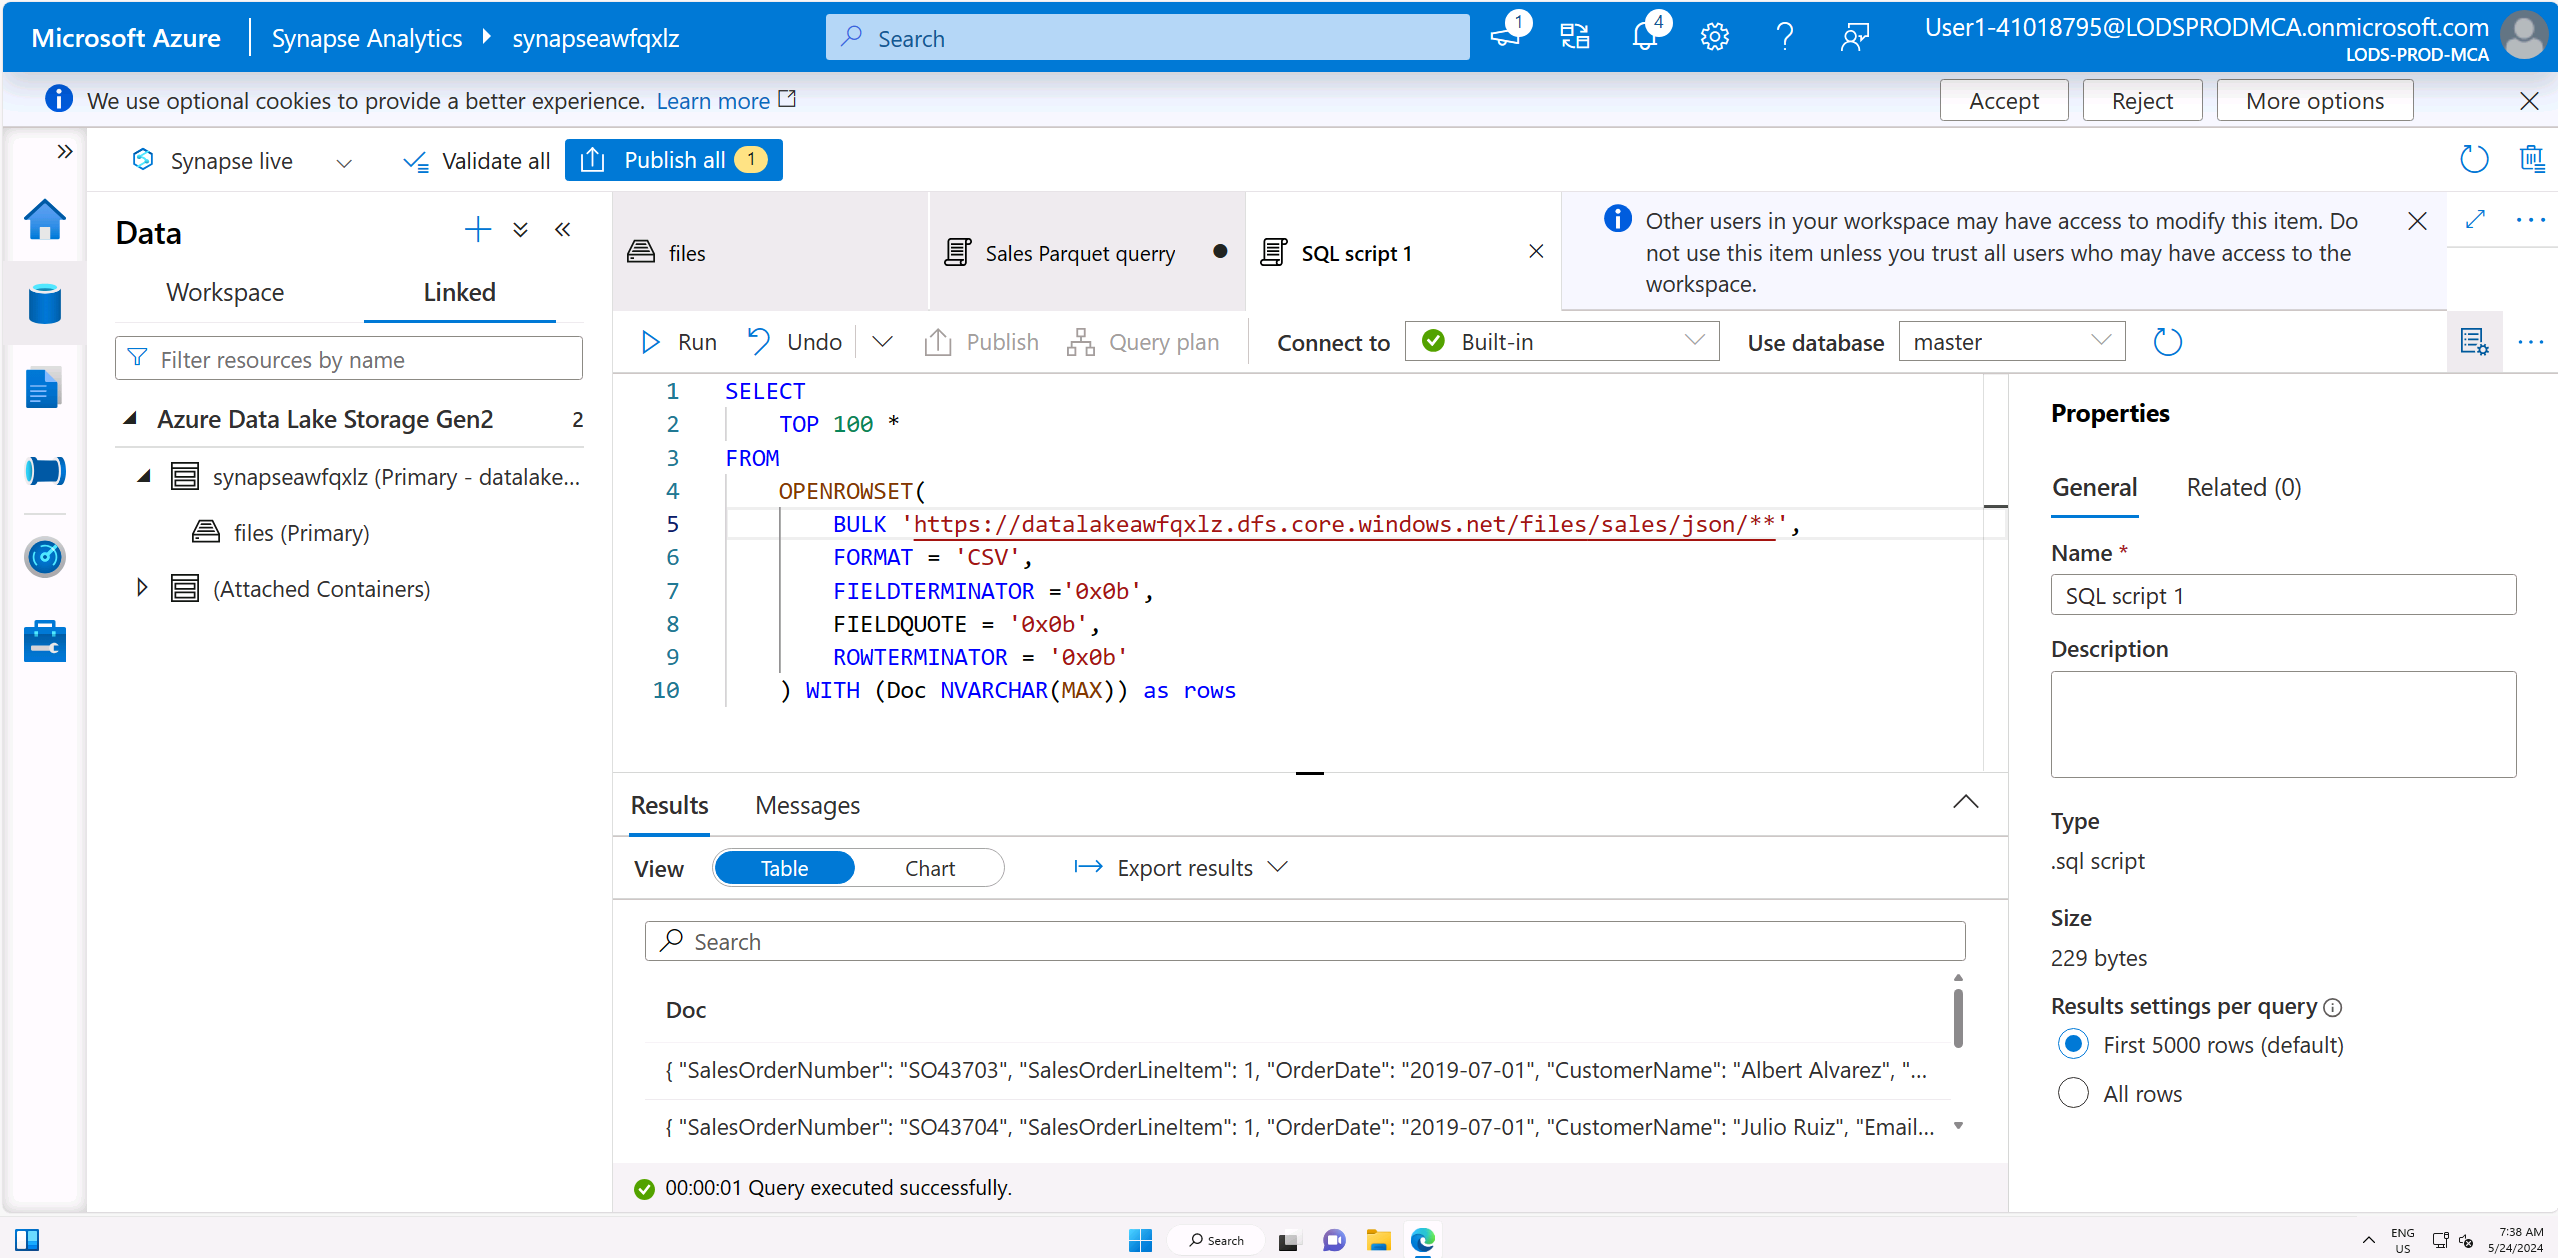 Microsoft Azure
Synapse Analytics
synapseawfqxlz
Search
1
4
User1-41018795@LODSPRODMCA.onmicrosoft.com
LODS-PROD-MCA
We use optional cookies to provide a better experience. Learn more
Accept
Reject
More options
Synapse live
Validate all
Publish all
1
Data
Workspace
Linked
Filter resources by name
Azure Data Lake Storage Gen2
2
synapseawfqxlz (Primary - datalake...
files (Primary)
(Attached Containers)
files
Sales Parquet querry
SQL script 1
Other users in your workspace may have access to modify this item. Do
not use this item unless you trust all users who may have access to the
workspace.
Run
Undo
Publish
Query plan
Connect to
Built-in
Use database
master
1 SELECT
2 TOP 100 *
3 FROM
4 OPENROWSET(
5 BULK 'https://datalakeawfqxlz.dfs.core.windows.net/files/sales/json/**',
6 FORMAT = 'CSV',
7 FIELDTERMINATOR ='0x0b',
8 FIELDQUOTE = '0x0b',
9 ROWTERMINATOR = '0x0b'
10 ) WITH (Doc NVARCHAR(MAX)) as rows
Results
Messages
View
Table
Chart
Export results
Search
Doc
{ "SalesOrderNumber": "SO43703", "SalesOrderLineItem": 1, "OrderDate": "2019-07-01", "CustomerName": "Albert Alvarez", "...
{ "SalesOrderNumber": "SO43704", "SalesOrderLineItem": 1, "OrderDate": "2019-07-01", "CustomerName": "Julio Ruiz", "Email...
00:00:01 Query executed successfully.
Properties
General
Related (0)
Name *
SQL script 1
Description
Type
.sql script
Size
229 bytes
Results settings per query
First 5000 rows (default)
All rows
Search
ENG
US
7:38 AM
5/24/2024